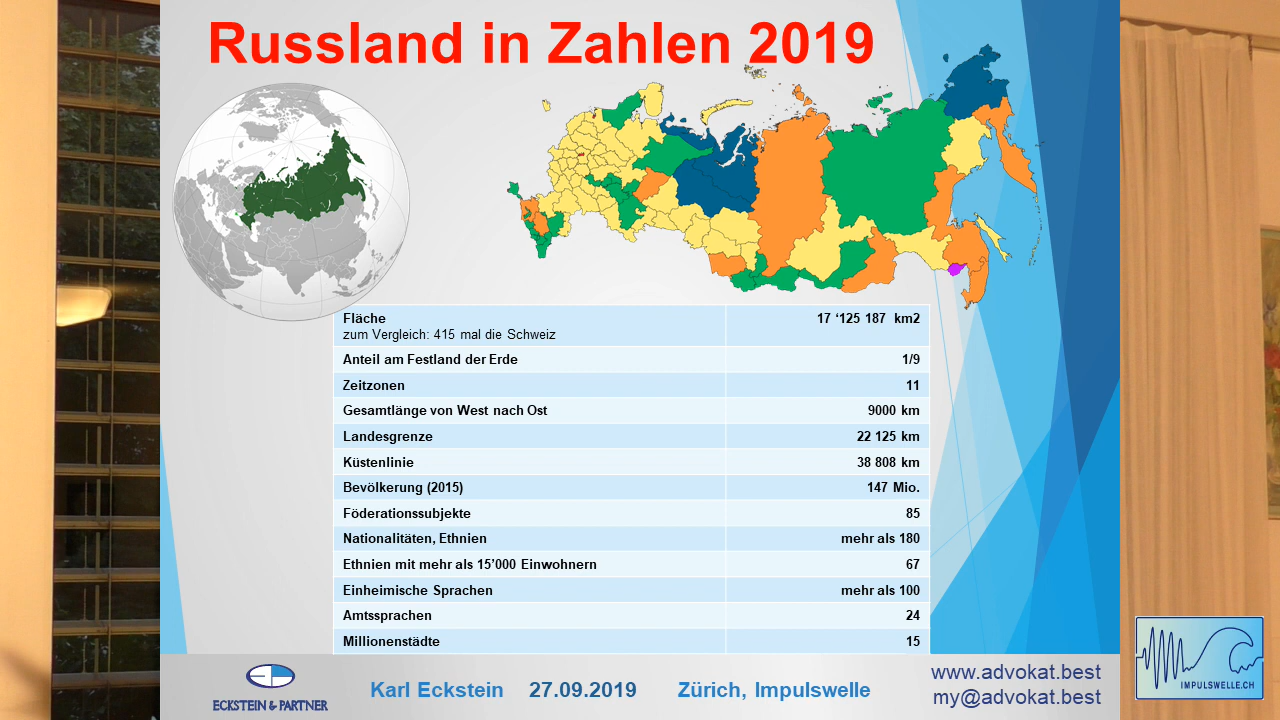 Russland in Zahlen 2019
Fläche 17 ‘125 187 km2
zum Vergleich: 415 mal die Schweiz
Anteil am Festland der Erde 1/9
Zeitzonen 11
Gesamtlänge von West nach Ost 9000 km
Landesgrenze 22 125 km
Küstenlinie 38 808 km
Bevölkerung (2015) 147 Mio.
Föderationssubjekte 85
Nationalitäten, Ethnien mehr als 180
Ethnien mit mehr als 15’000 Einwohnern 67
Einheimische Sprachen mehr als 100
Amtssprachen 24
Millionenstädte 15
ECKSTEIN & PARTNER
Karl Eckstein 27.09.2019 Zürich, Impulswelle
www.advokat.best
my@advokat.best
IMPULSWELLE.CH